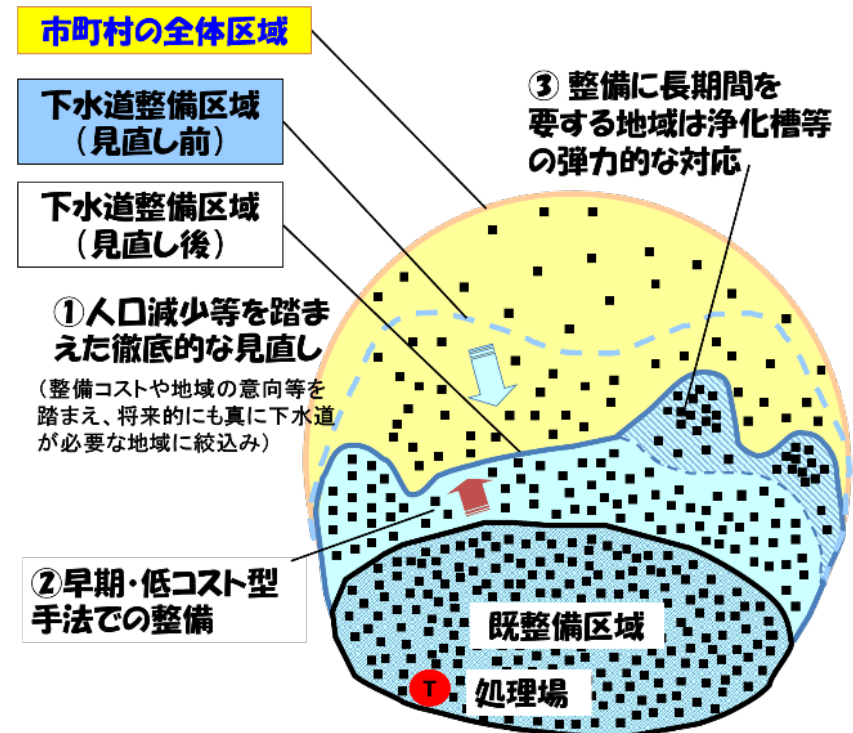 市町村の全体区域
下水道整備区域
（見直し前）
下水道整備区域
（見直し後）
③ 整備に長期間を
要する地域は浄化槽等
の弾力的な対応
①人口減少等を踏ま
えた徹底的な見直し
（整備コストや地域の意向等を
踏まえ、将来的にも真に下水道
が必要な地域に絞込み）
②早期・低コスト型
手法での整備
既整備区域
T
処理場